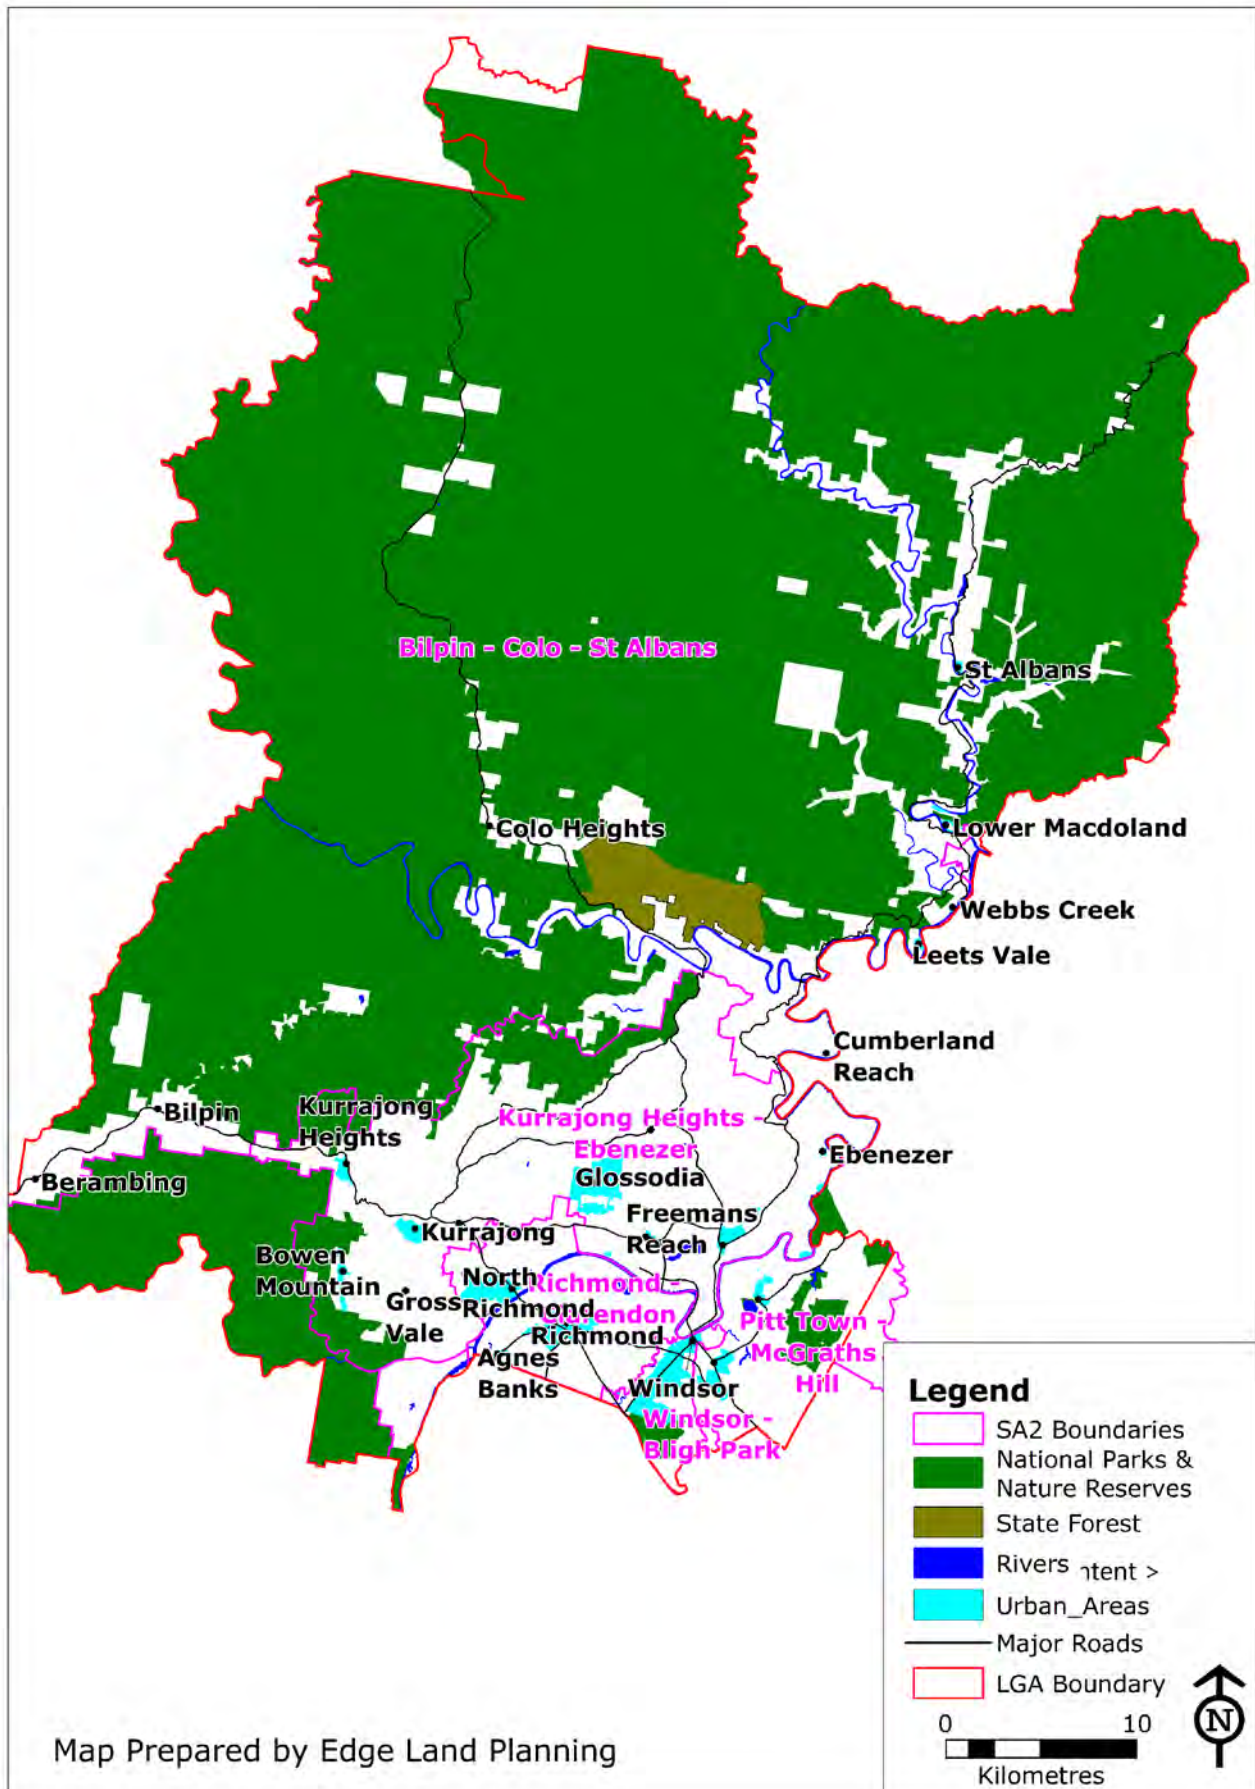 Bilpin - Colo - St Albans
St Albans
Colo Heights
Lower Macdoland
Webbs Creek
Leets Vale
Cumberland
Reach
Bilpin
Kurrajong
Heights
Kurrajong Heights -
Ebenezer
Ebenezer
Berambing
Glossodia
Freemans
Reach
Kurrajong
Bowen
Mountain
North
Richmond
Richmond -
Clarendon
Gross
Vale
Richmond
Pitt Town -
McGraths
Hill
Agnes
Banks
Windsor
Windsor -
Bligh Park
Legend
SA2 Boundaries
National Parks &
Nature Reserves
State Forest
Rivers ntent >
Urban_Areas
Major Roads
LGA Boundary
0 10
Kilometres
N
Map Prepared by Edge Land Planning